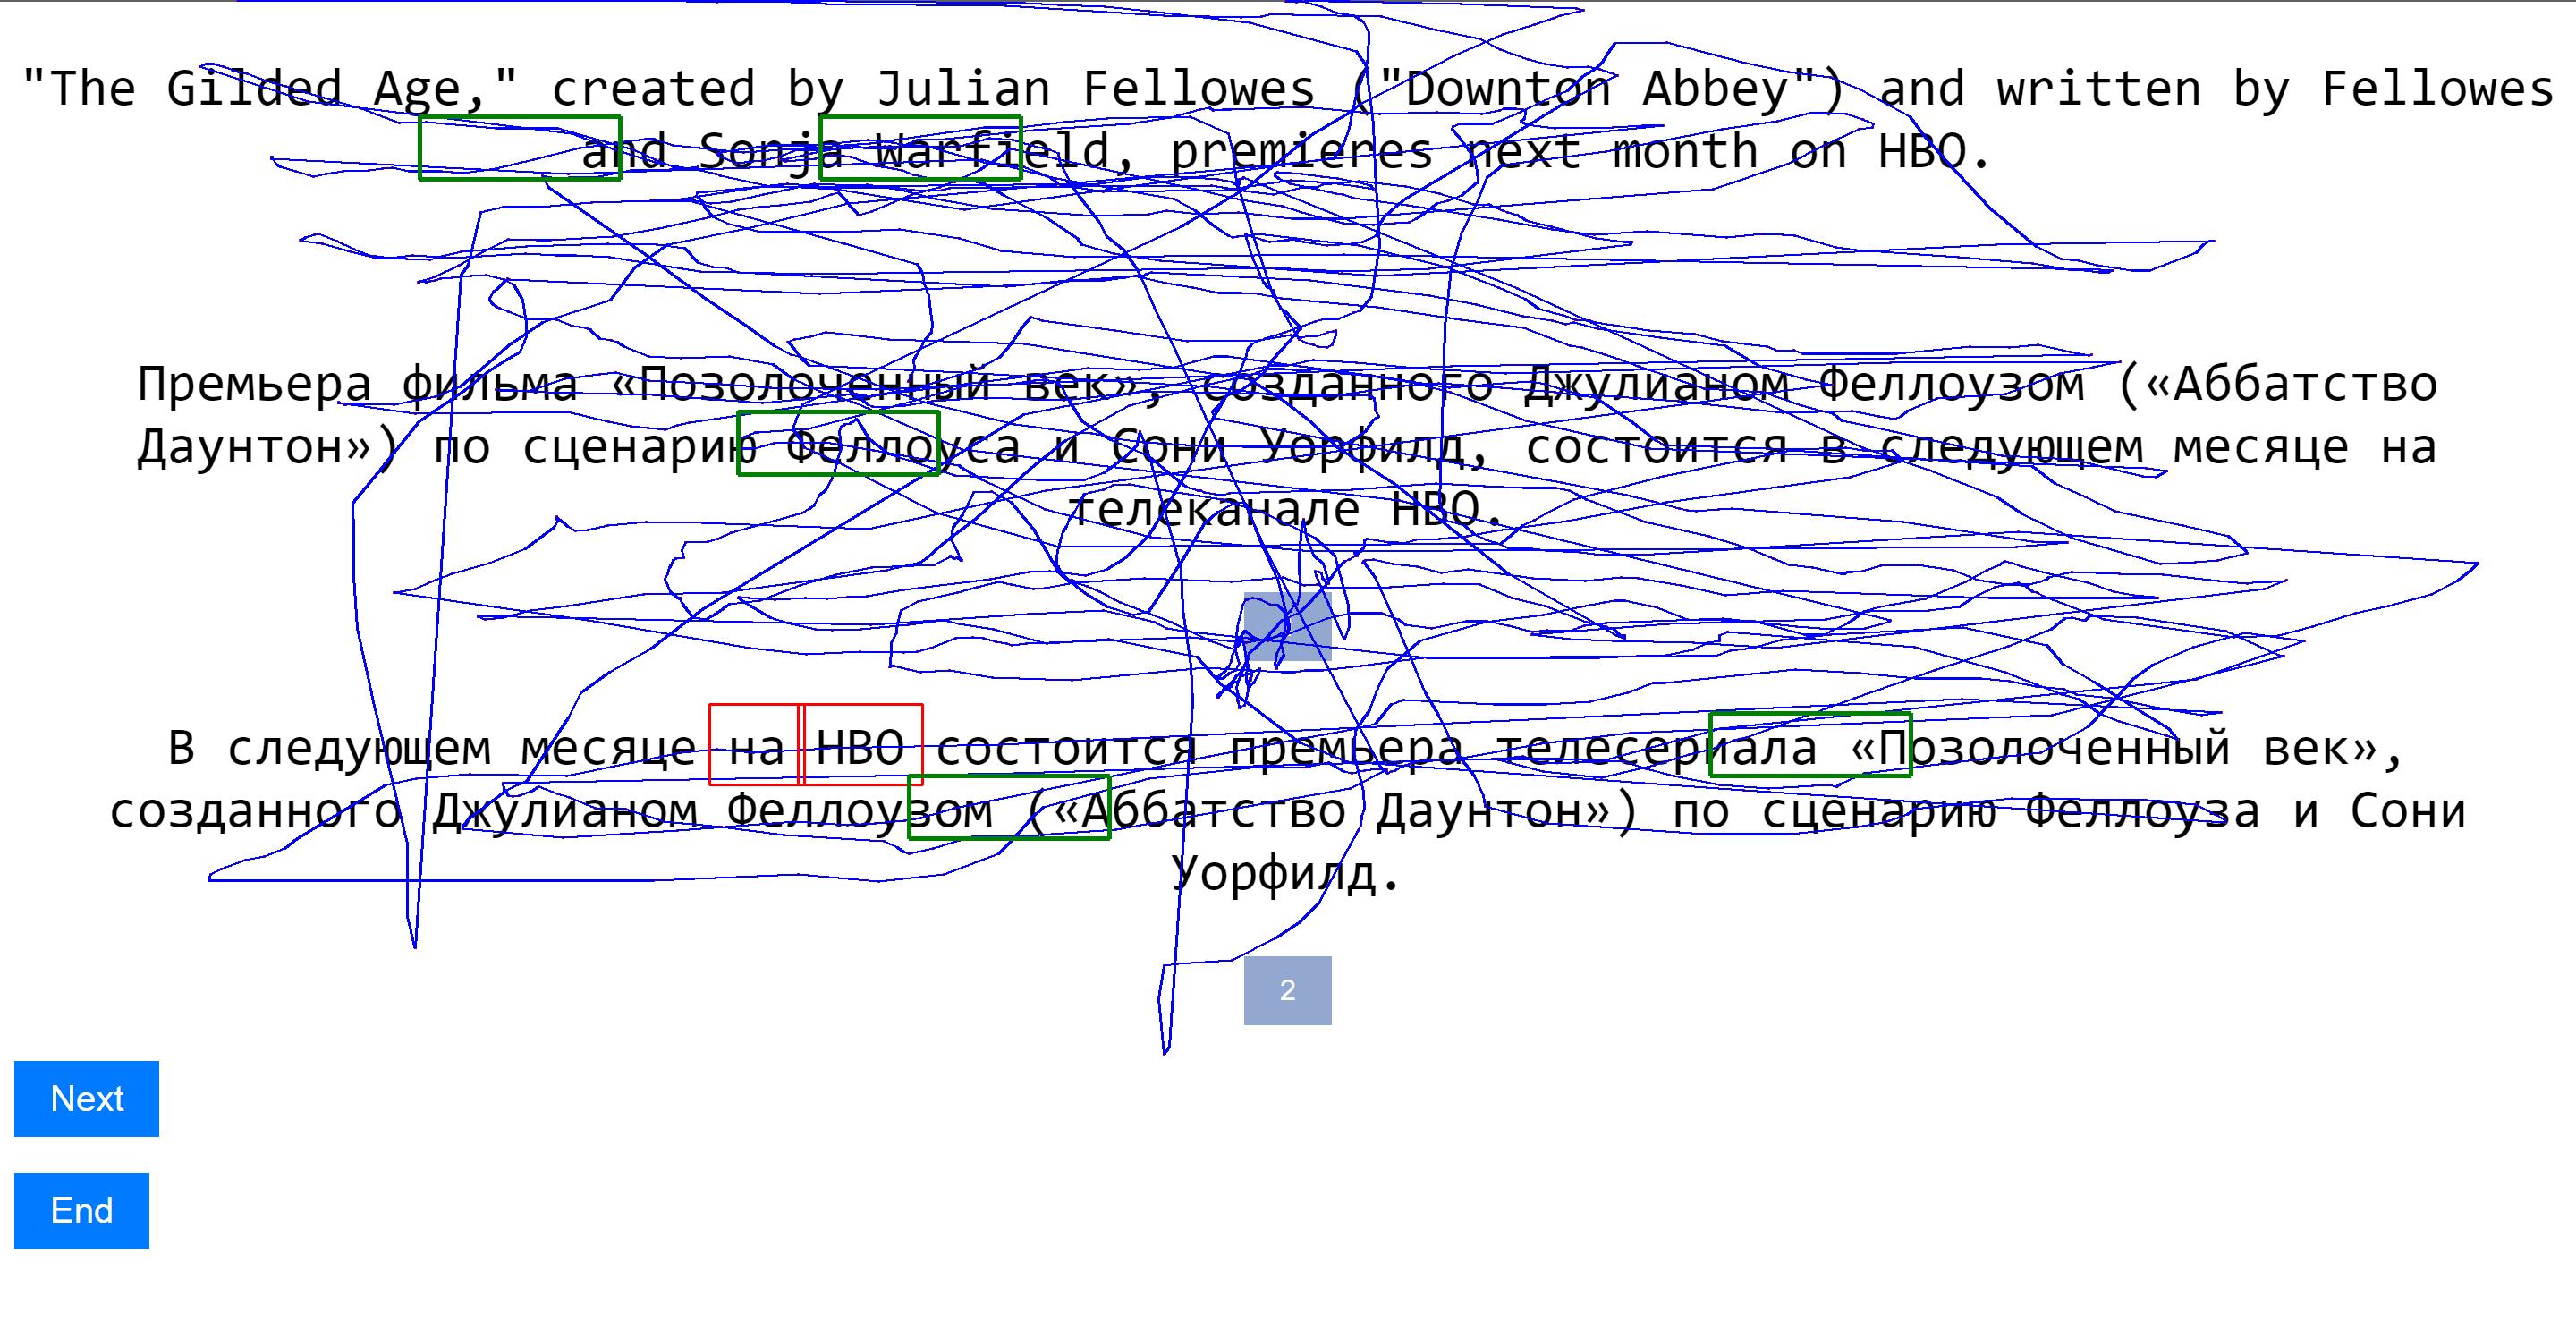 "The Gilded Age," created by Julian Fellowes ("Downton Abbey") and written by Fellowes
and Sonja Warfield, premieres next month on HBO.
Премьера фильма «Позолоченный век», созданного Джулианом Феллоузом («Аббатство
Даунтон») по сценарию Феллоуса и Сони Уорфилд, состоится в следующем месяце на
телеканале HBO.
В следующем месяце на HBO состоится премьера телесериала «Позолоченный век»,
созданного Джулианом Феллоузом («Аббатство Даунтон») по сценарию Феллоуза и Сони
Уорфилд.
2
Next
End